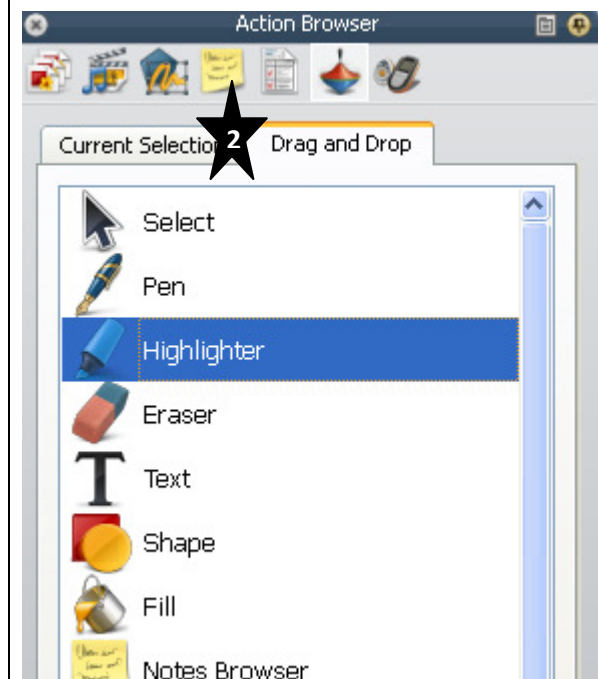 Action Browser
Current Selection
2
Drag and Drop
Select
Pen
Highlighter
Eraser
Text
Shape
Fill
Notes Browser